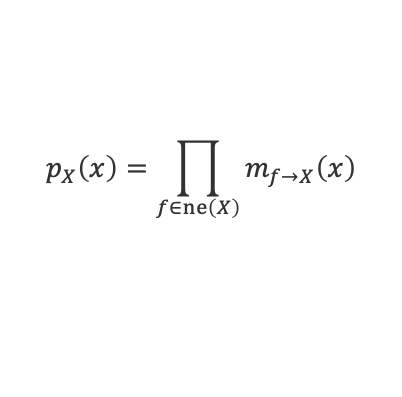 p_X(x) = ∏_{f∈ne(X)} m_{f→X}(x)